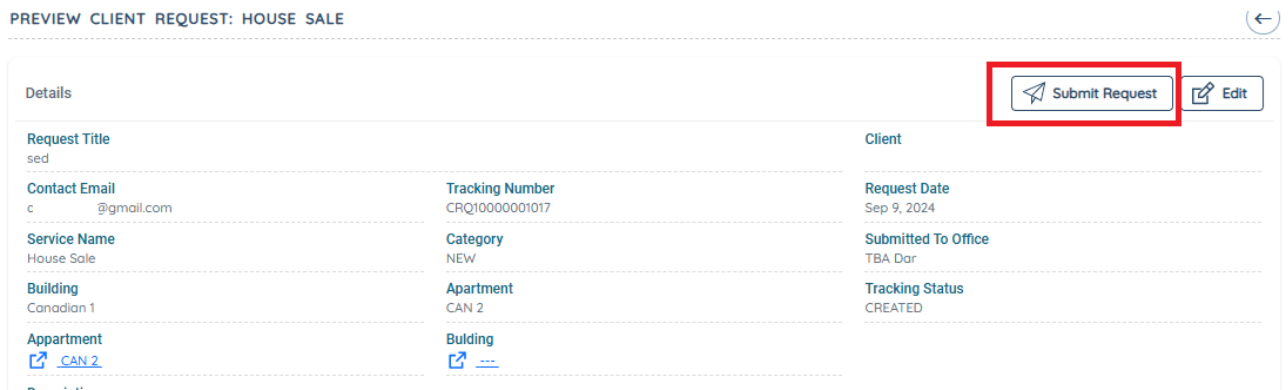 PREVIEW CLIENT REQUEST: HOUSE SALE
Details
Submit Request
Edit
Request Title
sed
Client
Contact Email
c @gmail.com
Tracking Number
CRQ10000001017
Request Date
Sep 9, 2024
Service Name
House Sale
Category
NEW
Submitted To Office
TBA Dar
Building
Canadian 1
Apartment
CAN 2
Tracking Status
CREATED
Appartment
CAN 2
Bulding
---